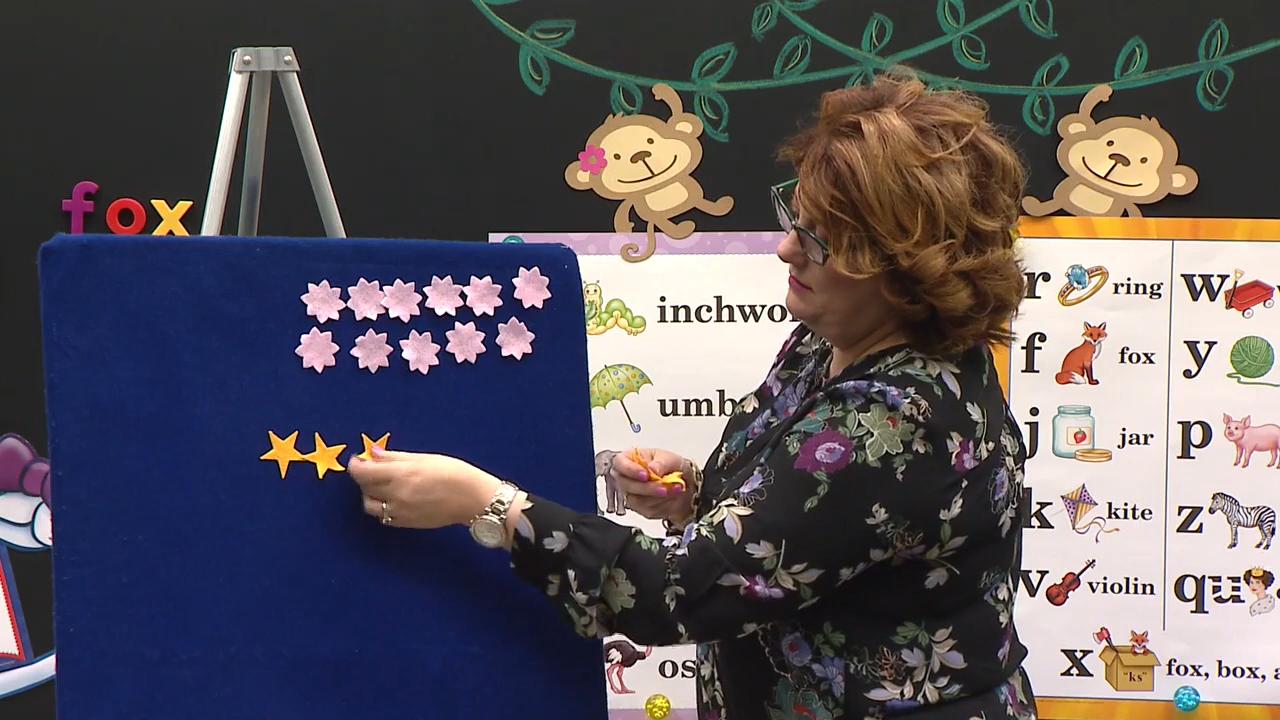 fox
inchwo
umb
os
r ring
f fox
j jar
k kite
v violin
w
y
p
z
qu
x "ks" fox, box, a